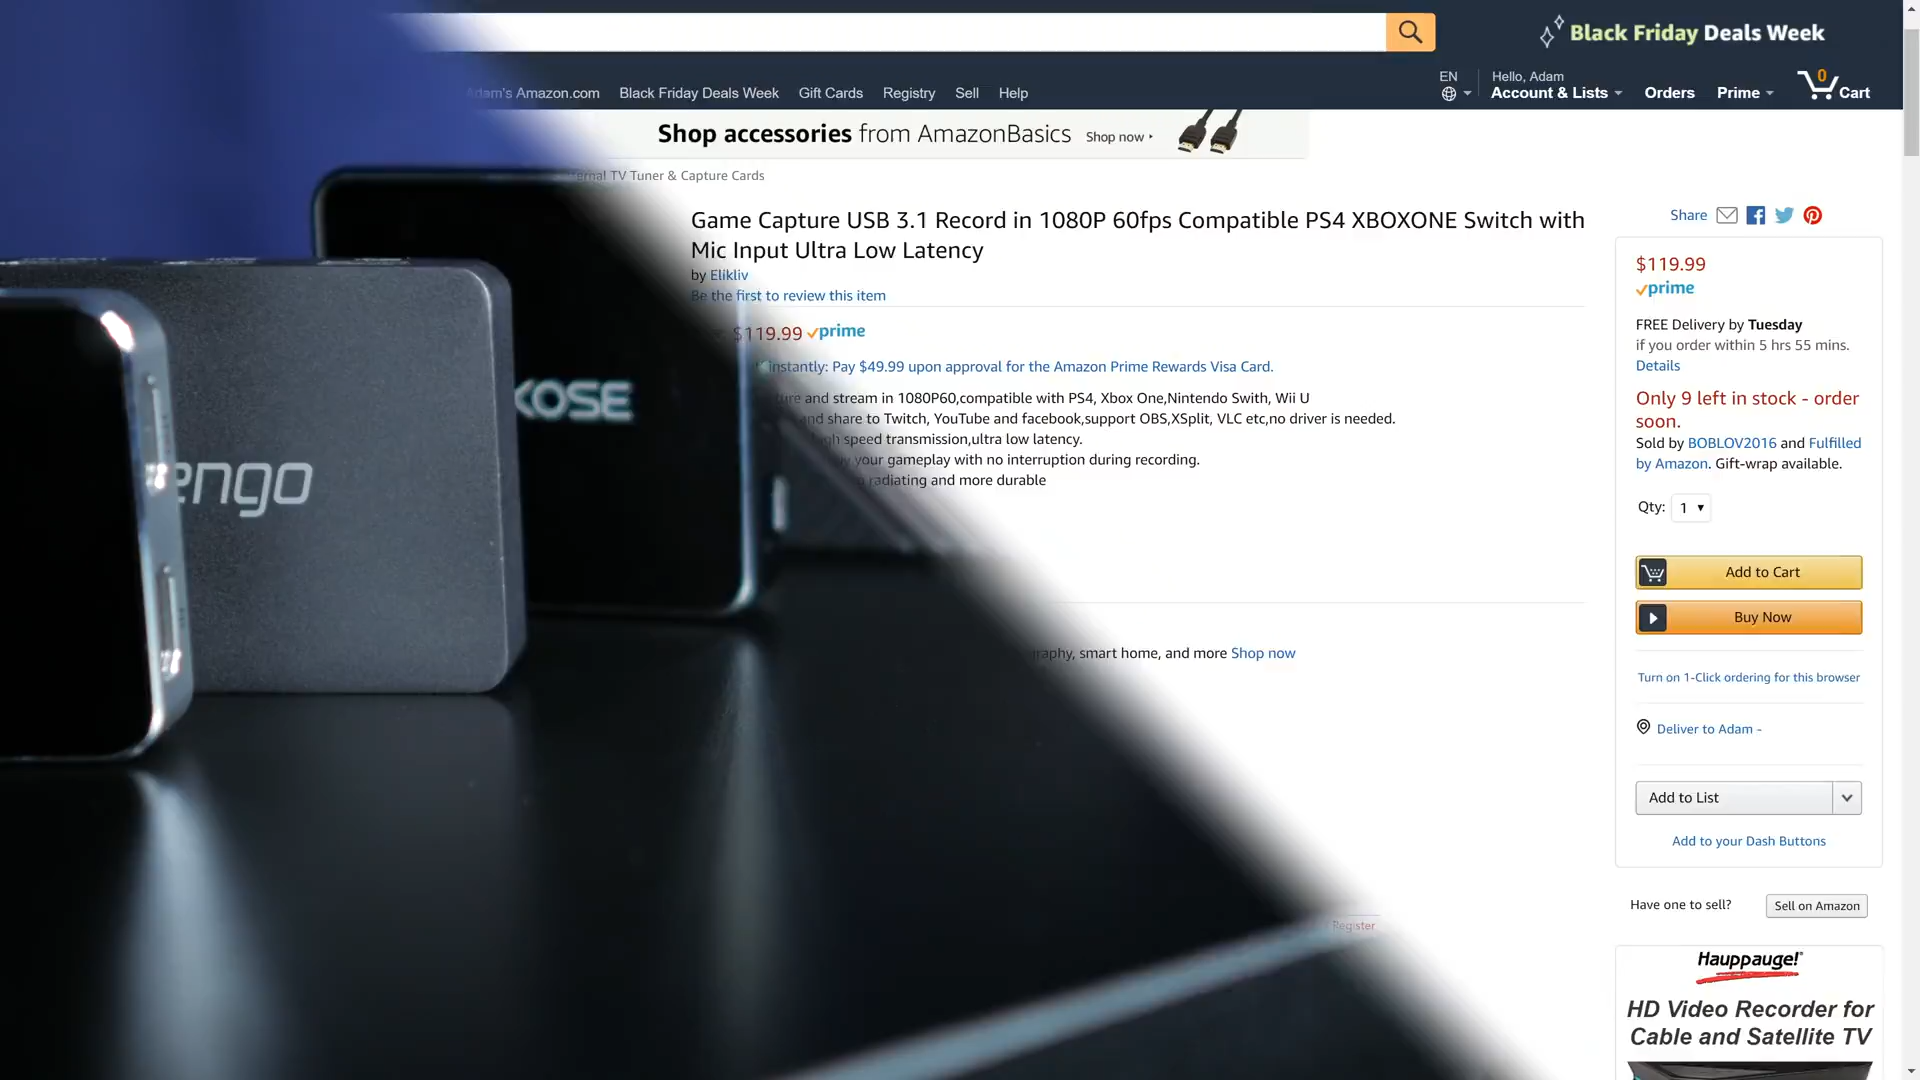 Black Friday Deals Week
Adam's Amazon.com Black Friday Deals Week Gift Cards Registry Sell Help
EN
Hello, Adam
Account & Lists Orders Prime 0 Cart
Shop accessories from AmazonBasics Shop now
TV Tuner & Capture Cards
Game Capture USB 3.1 Record in 1080P 60fps Compatible PS4 XBOXONE Switch with
Mic Input Ultra Low Latency
by Elikliv
Be the first to review this item
$119.99 prime
instantly: Pay $49.99 upon approval for the Amazon Prime Rewards Visa Card.
and stream in 1080P60,compatible with PS4, Xbox One,Nintendo Swith, Wii U
and share to Twitch, YouTube and facebook,support OBS,XSplit, VLC etc,no driver is needed.
speed transmission,ultra low latency.
your gameplay with no interruption during recording.
radiating and more durable
smart home, and more Shop now
Register
engo
KOSE
Share
$119.99
prime
FREE Delivery by Tuesday
if you order within 5 hrs 55 mins.
Details
Only 9 left in stock - order
soon.
Sold by BOBLOV2016 and Fulfilled
by Amazon. Gift-wrap available.
Qty: 1
Add to Cart
Buy Now
Turn on 1-Click ordering for this browser
Deliver to Adam -
Add to List
Add to your Dash Buttons
Have one to sell? Sell on Amazon
Hauppauge!
HD Video Recorder for
Cable and Satellite TV